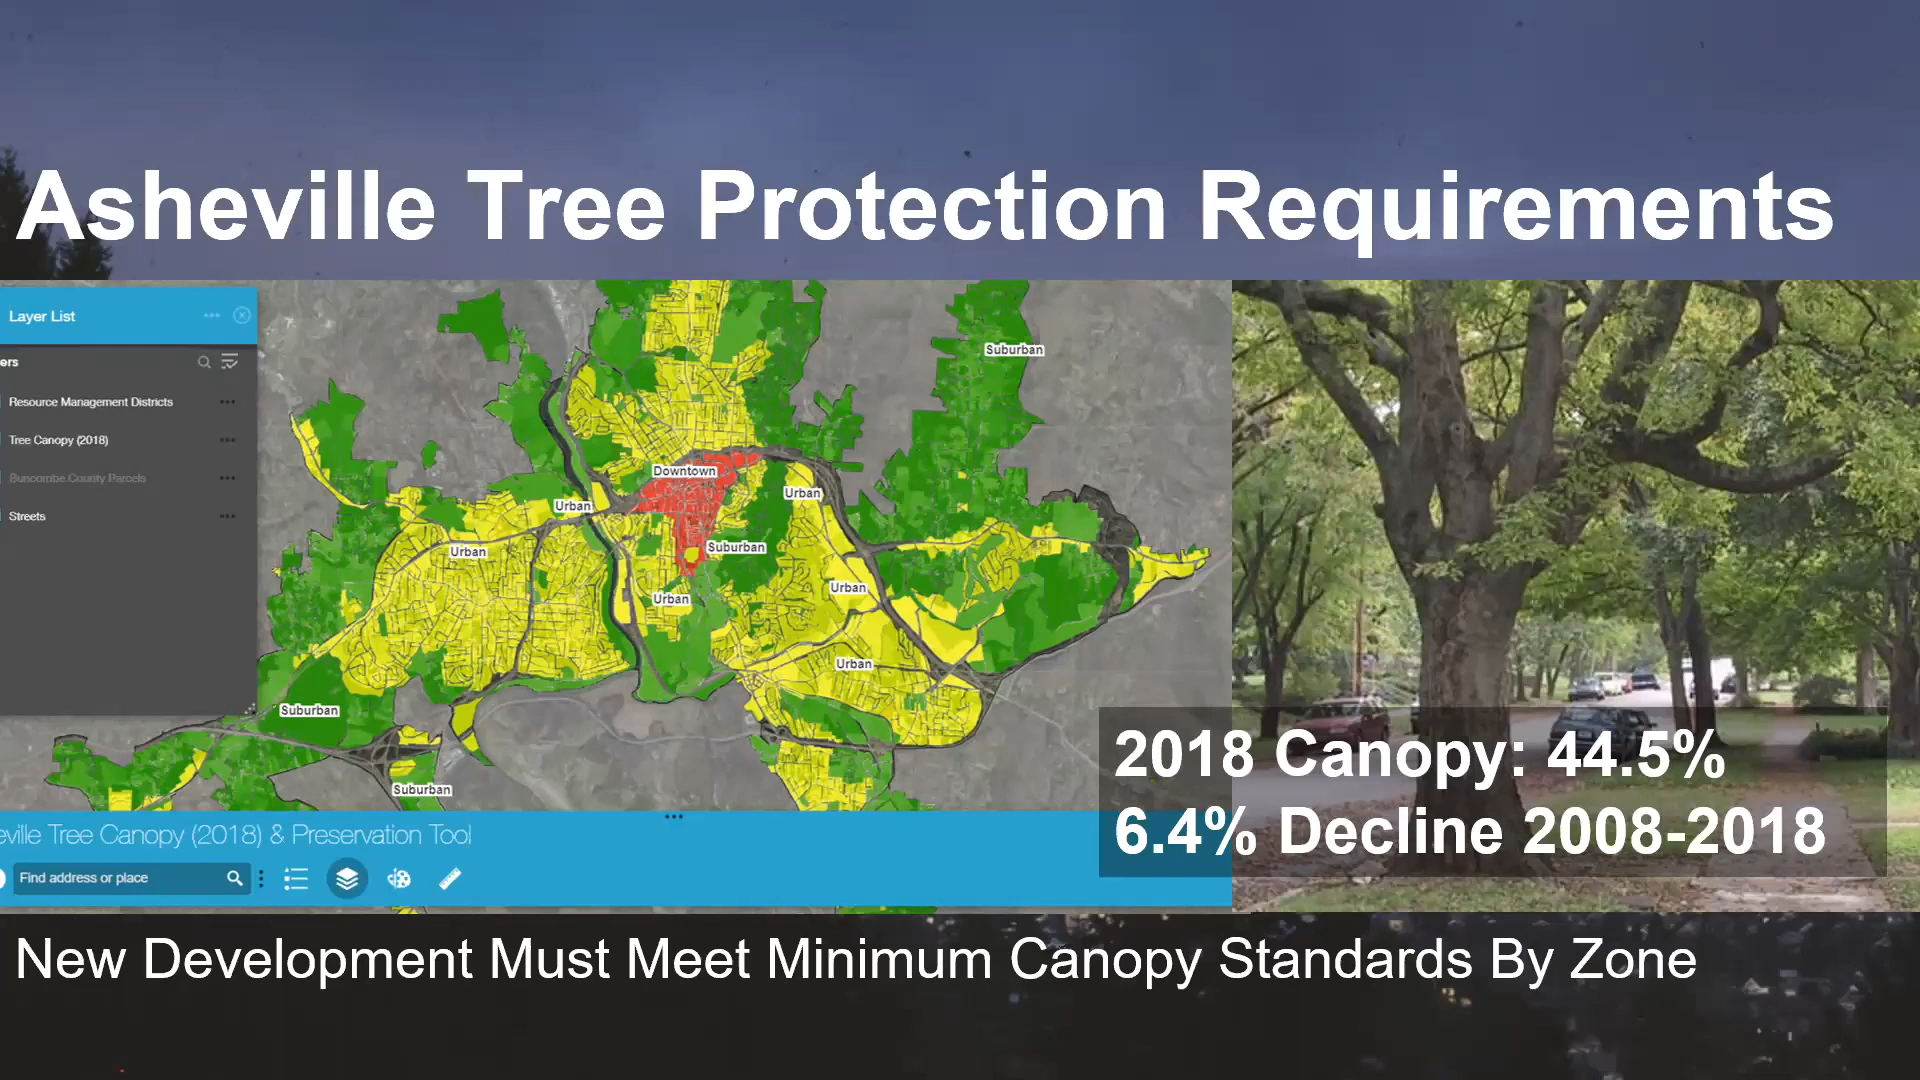 Asheville Tree Protection Requirements
Layer List
ers
Resource Management Districts
Tree Canopy (2018)
Buncombe County Parcels
Streets
Suburban
Downtown
Urban
Urban
Urban
Suburban
Urban
Urban
Urban
Suburban
Suburban
2018 Canopy: 44.5%
6.4% Decline 2008-2018
eville Tree Canopy (2018) & Preservation Tool
Find address or place
New Development Must Meet Minimum Canopy Standards By Zone